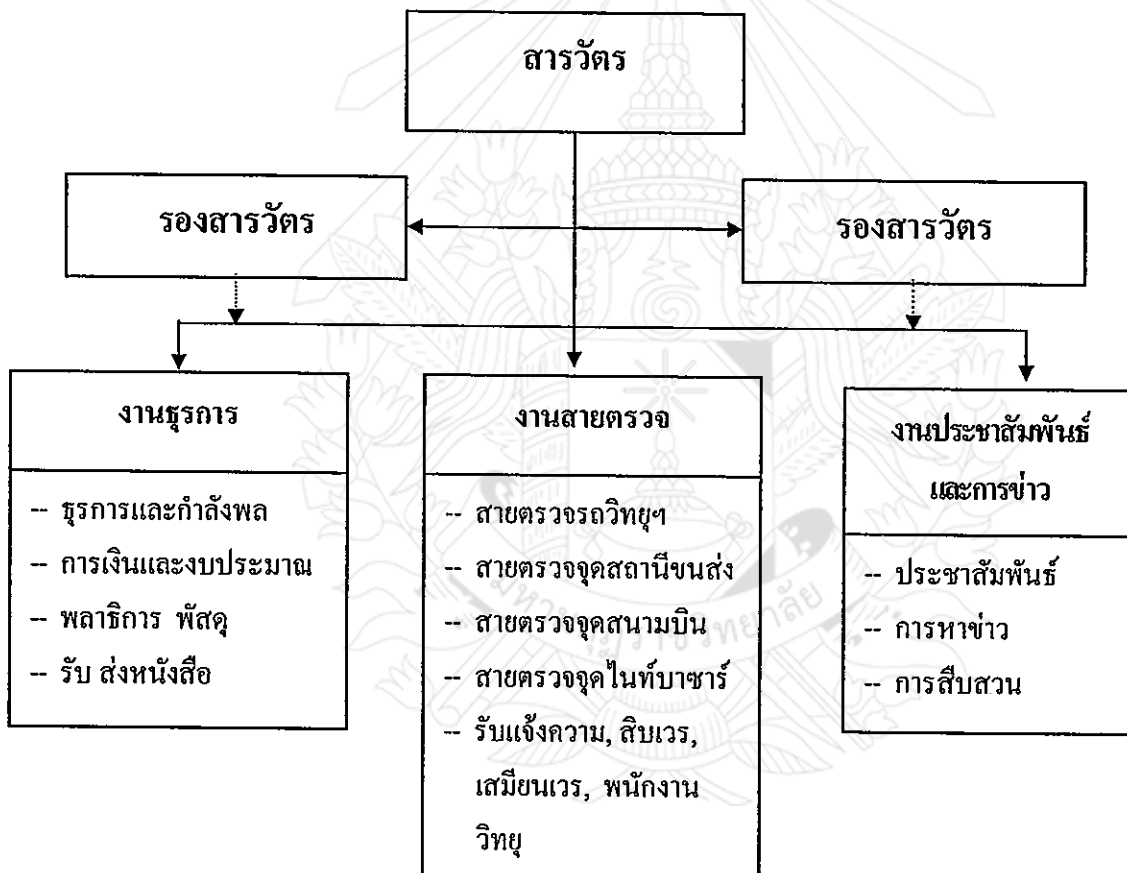 สารวัตร
รองสารวัตร
รองสารวัตร
งานธุรการ
-- ธุรการและกำลังพล
-- การเงินและงบประมาณ
-- พลาธิการ พัสดุ
-- รับ ส่งหนังสือ
งานสายตรวจ
-- สายตรวจรถวิทยุฯ
-- สายตรวจจุดสถานีขนส่ง
-- สายตรวจจุดสนามบิน
-- สายตรวจจุดไนท์บาซาร์
-- รับแจ้งความ, สิบเวร,
เสมียนเวร, พนักงาน
วิทยุ
งานประชาสัมพันธ์
และการข่าว
-- ประชาสัมพันธ์
-- การหาข่าว
-- การสืบสวน